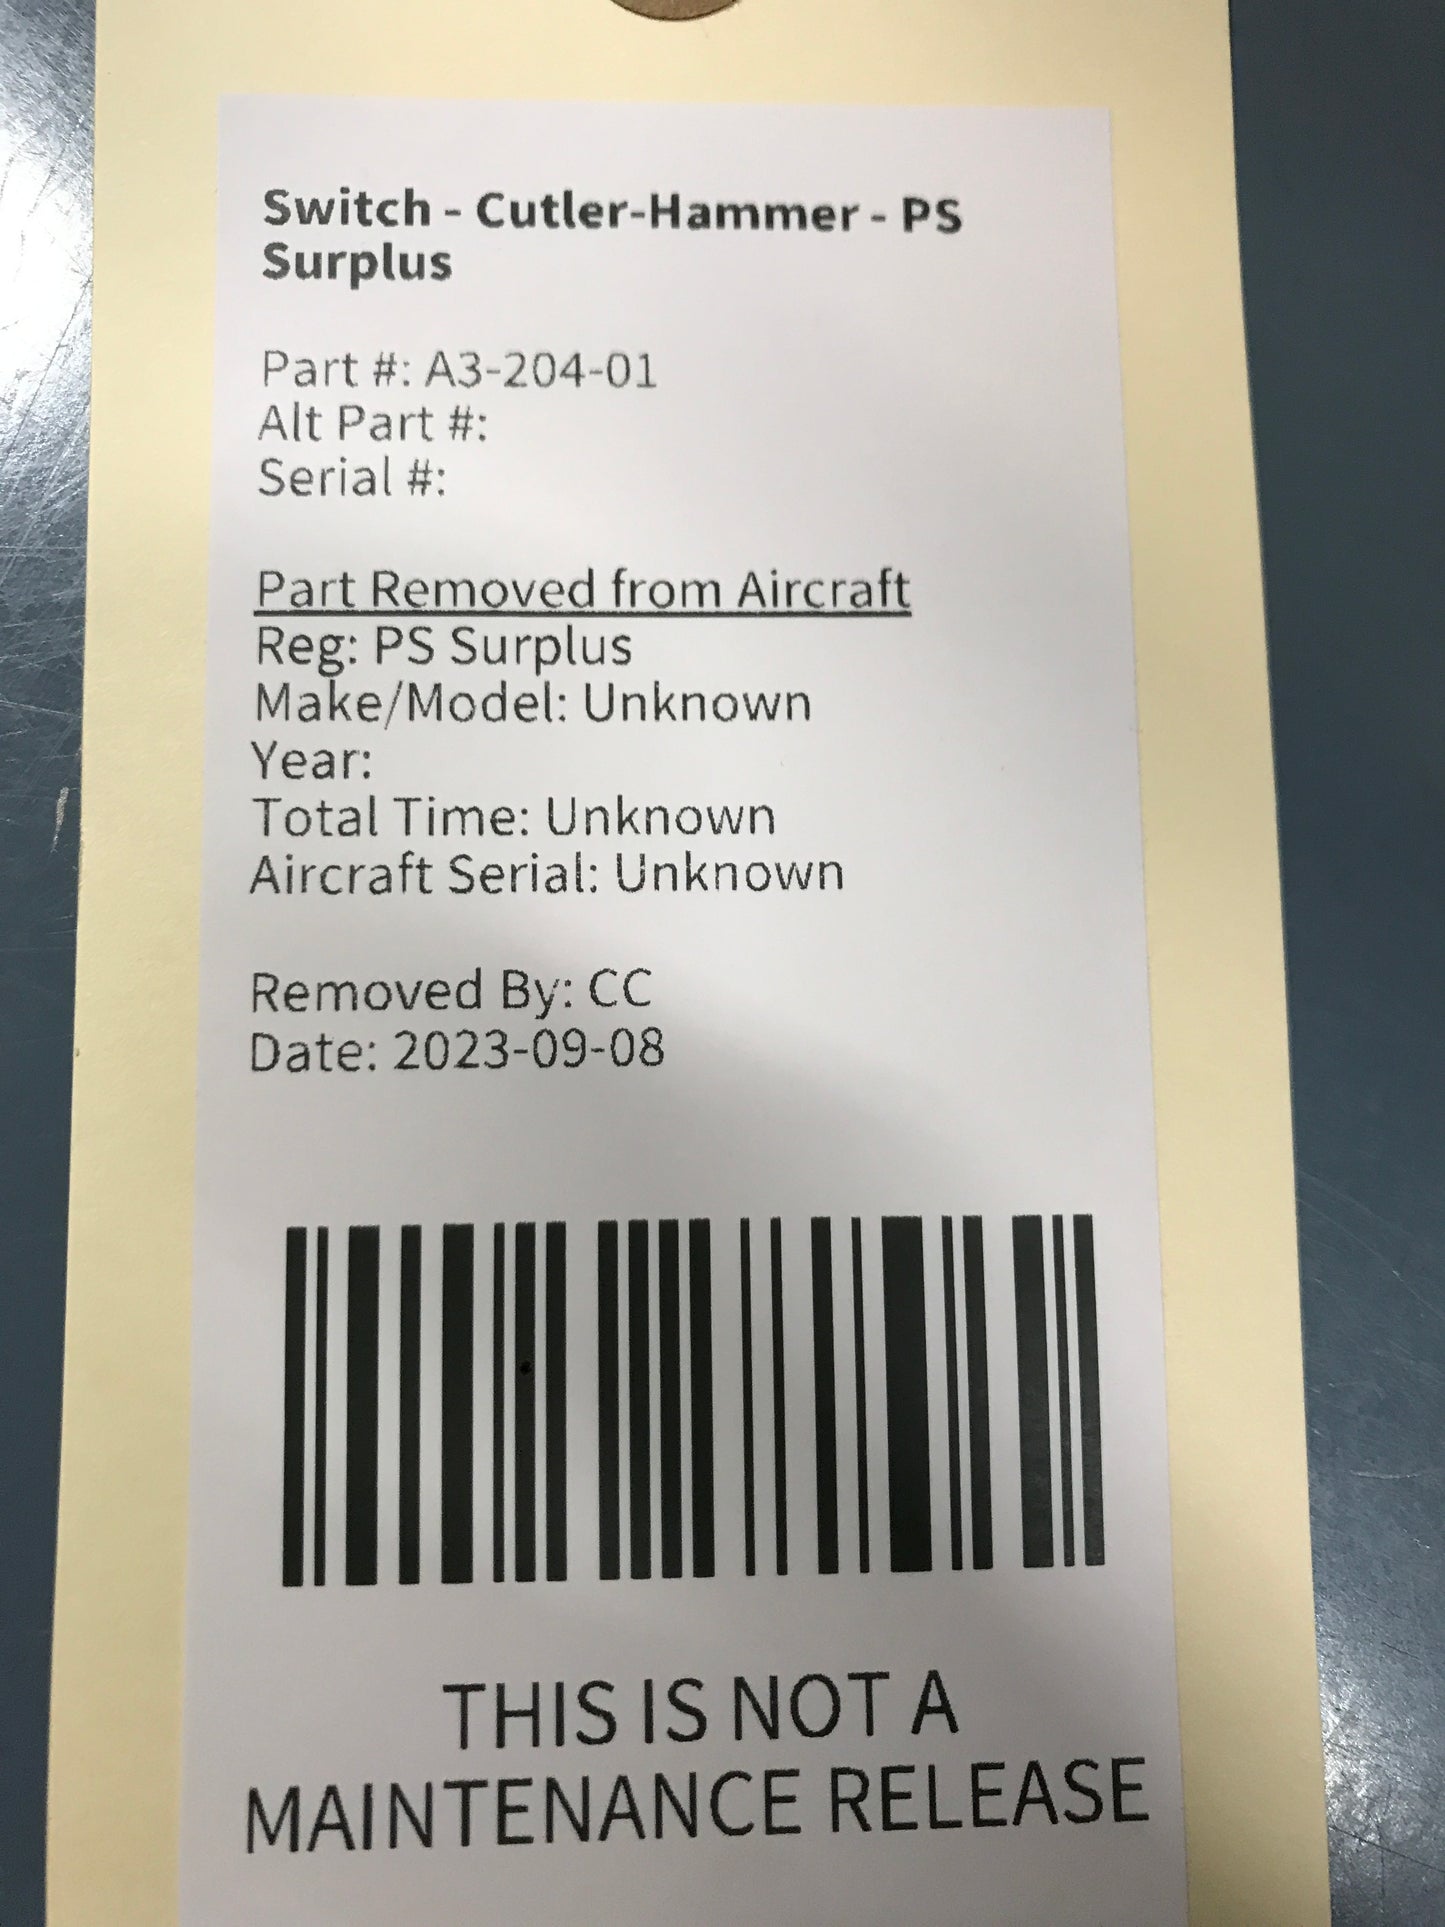 Switch - Cutler-Hammer - PS
Surplus
Part #: A3-204-01
Alt Part #:
Serial #:
Part Removed from Aircraft
Reg: PS Surplus
Make/Model: Unknown
Year:
Total Time: Unknown
Aircraft Serial: Unknown
Removed By: CC
Date: 2023-09-08
THIS IS NOT A
MAINTENANCE RELEASE